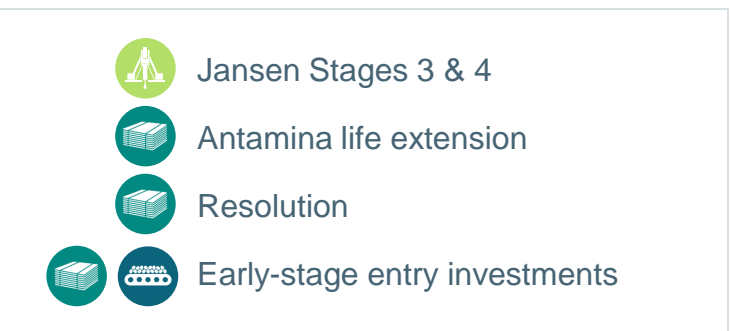 Jansen Stages 3 & 4
Antamina life extension
Resolution
Early-stage entry investments